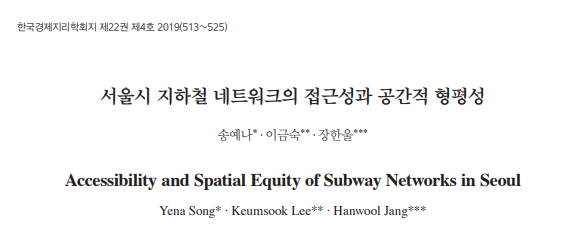 한국경제지리학회지 제22권 제4호 2019(513~525)
서울시 지하철 네트워크의 접근성과 공간적 형평성
송예나* · 이금숙** · 장한울***
Accessibility and Spatial Equity of Subway Networks in Seoul
Yena Song* · Keumsook Lee** · Hanwool Jang***